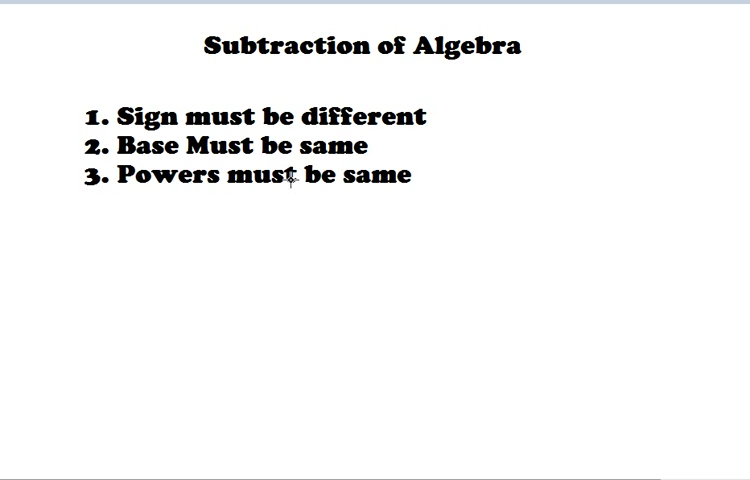 Subtraction of Algebra
1. Sign must be different
2. Base Must be same
3. Powers must be same